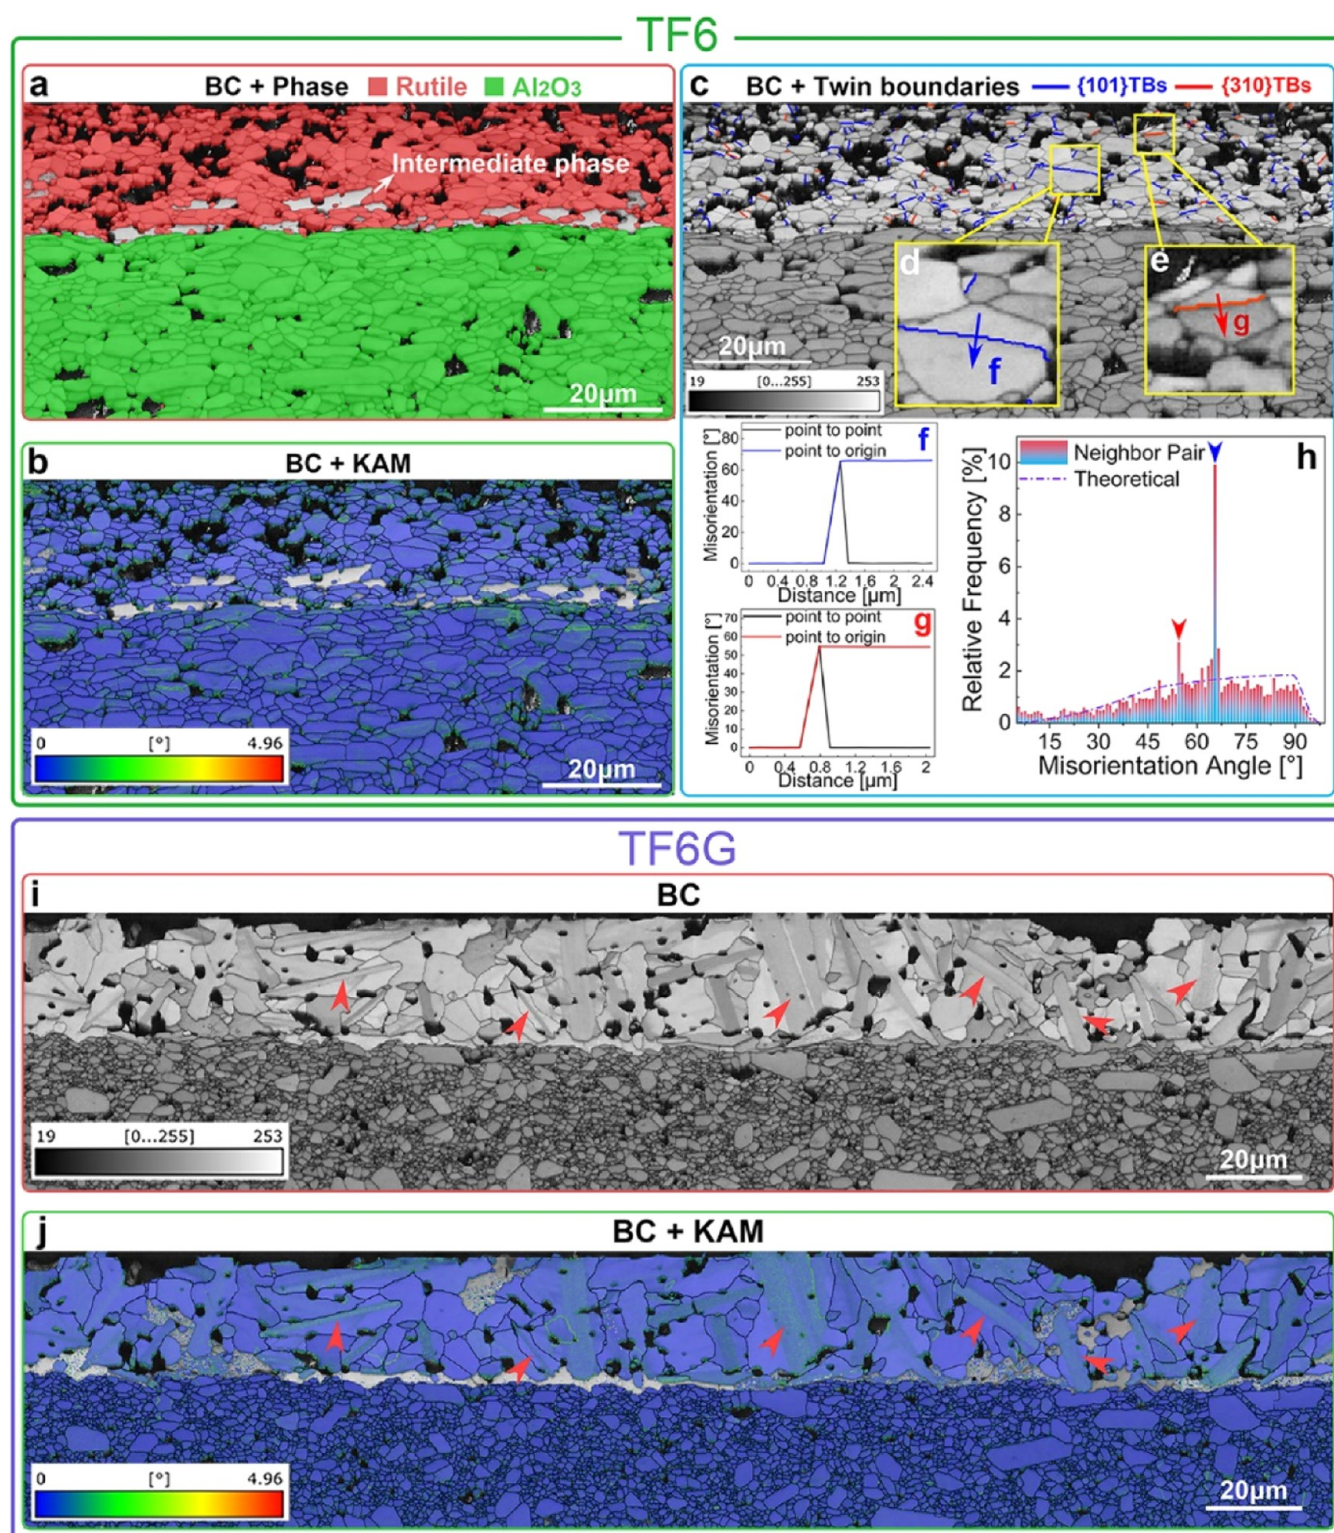 TF6
a BC + Phase Rutile Al₂O₃
Intermediate phase
20μm
b BC + KAM
0 [°] 4.96
20μm
c BC + Twin boundaries {101}TBs {310}TBs
d
e
f
g
20μm
19 [0...255] 253
f
point to point
point to origin
Misorientation [°]
80
60
40
20
0
0 0.4 0.8 1.2 1.6 2 2.4
Distance [μm]
g
point to point
point to origin
Misorientation [°]
70
60
50
40
30
20
10
0
0 0.4 0.8 1.2 1.6 2
Distance [μm]
h
Neighbor Pair
Theoretical
Relative Frequency [%]
10
8
6
4
2
0
15 30 45 60 75 90
Misorientation Angle [°]
TF6G
i BC
19 [0...255] 253
20μm
j BC + KAM
0 [°] 4.96
20μm